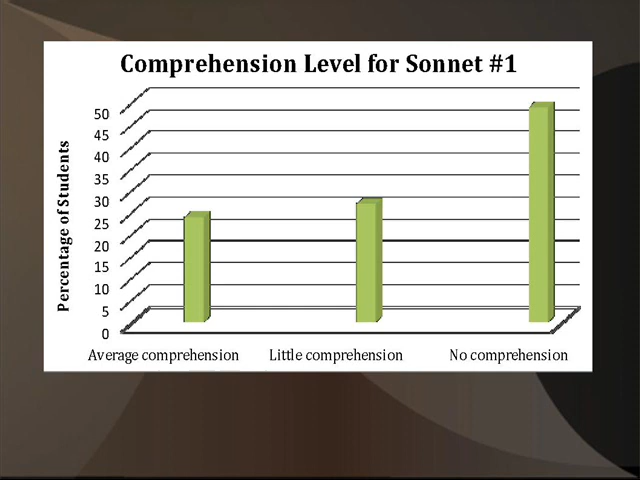 Comprehension Level for Sonnet #1
Percentage of Students
50
45
40
35
30
25
20
15
10
5
0
Average comprehension
Little comprehension
No comprehension